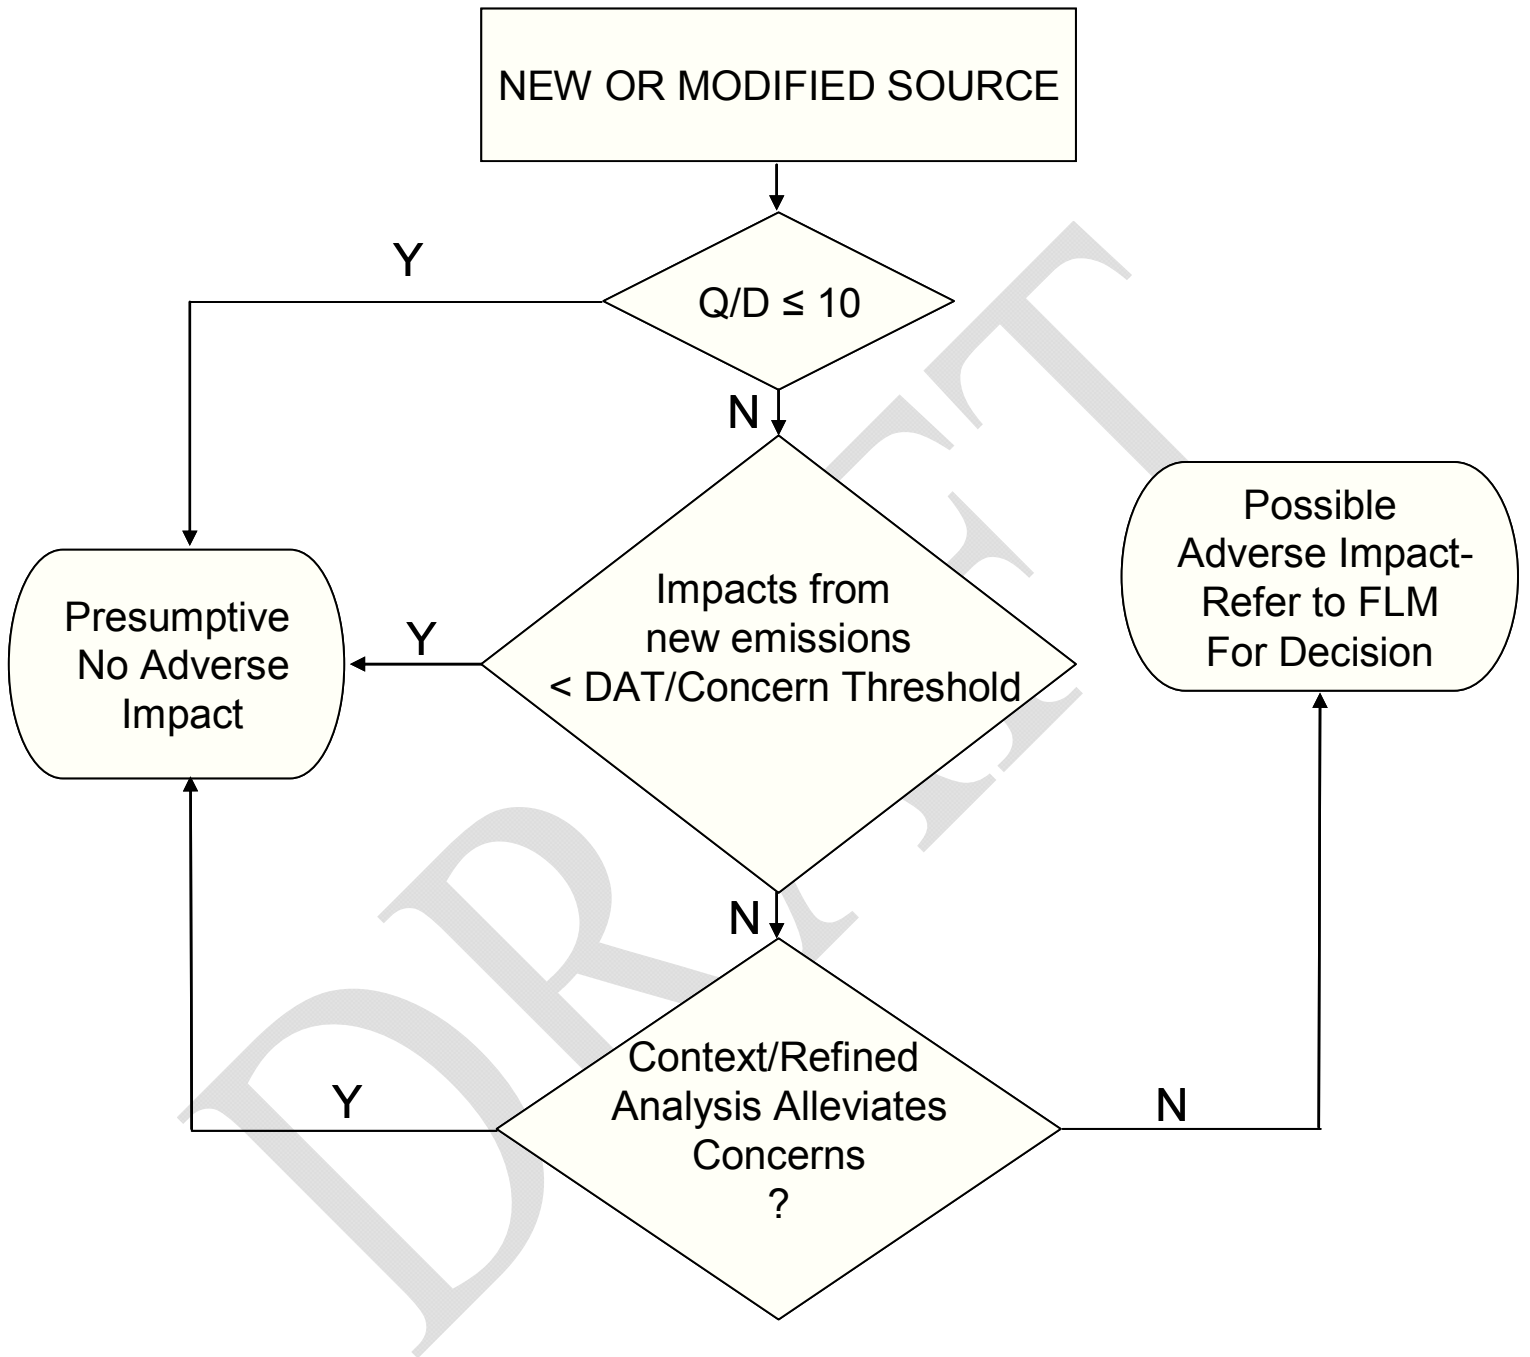 NEW OR MODIFIED SOURCE
Y
Q/D ≤ 10
N
Impacts from
new emissions
< DAT/Concern Threshold
Y
Presumptive
No Adverse
Impact
Possible
Adverse Impact-
Refer to FLM
For Decision
N
Context/Refined
Analysis Alleviates
Concerns
?
Y
N
DRAFT